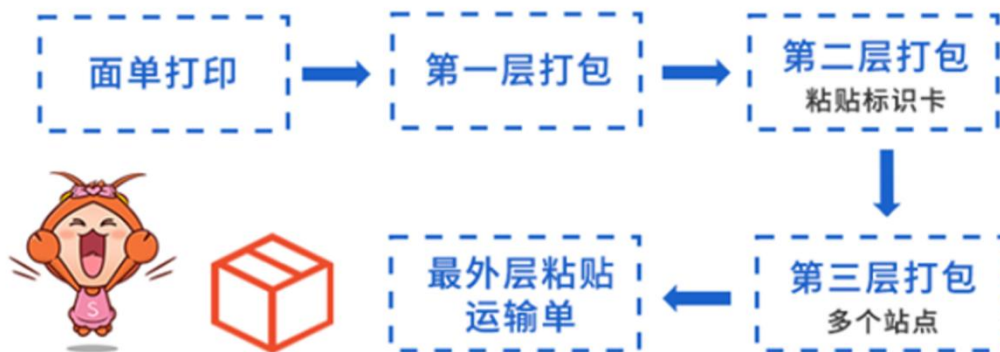 面单打印
第一层打包
第二层打包
粘贴标识卡
第三层打包
多个站点
最外层粘贴
运输单
S